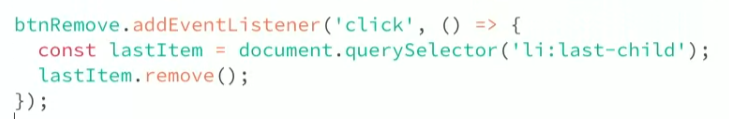 btnRemove.addEventListener('click', () => {
  const lastItem = document.querySelector('li:last-child');
  lastItem.remove();
});